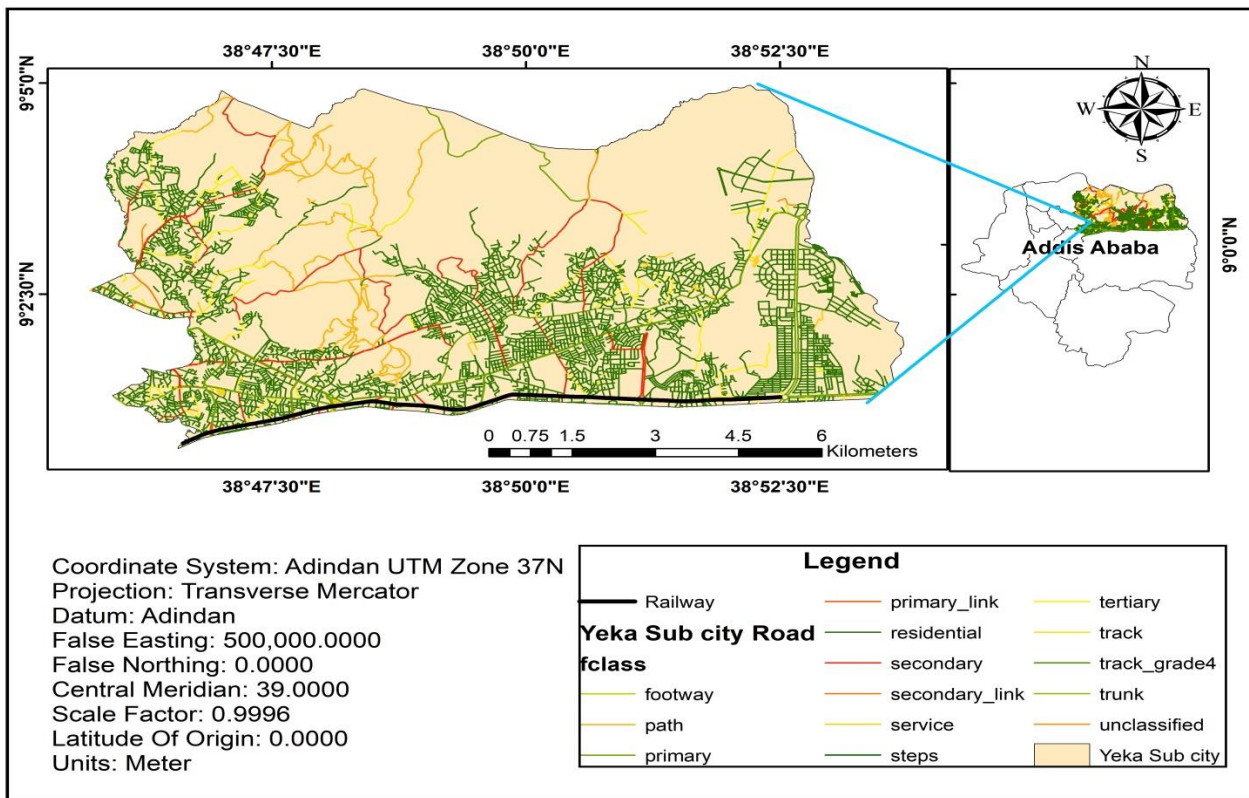 38°47'30"E 38°50'0"E 38°52'30"E
9°5'0"N
9°2'30"N
N
W E
S
Addis Ababa
9°0'0"N
0 0.75 1.5 3 4.5 6
Kilometers
38°47'30"E 38°50'0"E 38°52'30"E
Coordinate System: Adindan UTM Zone 37N
Projection: Transverse Mercator
Datum: Adindan
False Easting: 500,000.0000
False Northing: 0.0000
Central Meridian: 39.0000
Scale Factor: 0.9996
Latitude Of Origin: 0.0000
Units: Meter
Legend
Railway
Yeka Sub city Road
fclass
footway
path
primary
primary_link
residential
secondary
secondary_link
service
steps
tertiary
track
track_grade4
trunk
unclassified
Yeka Sub city